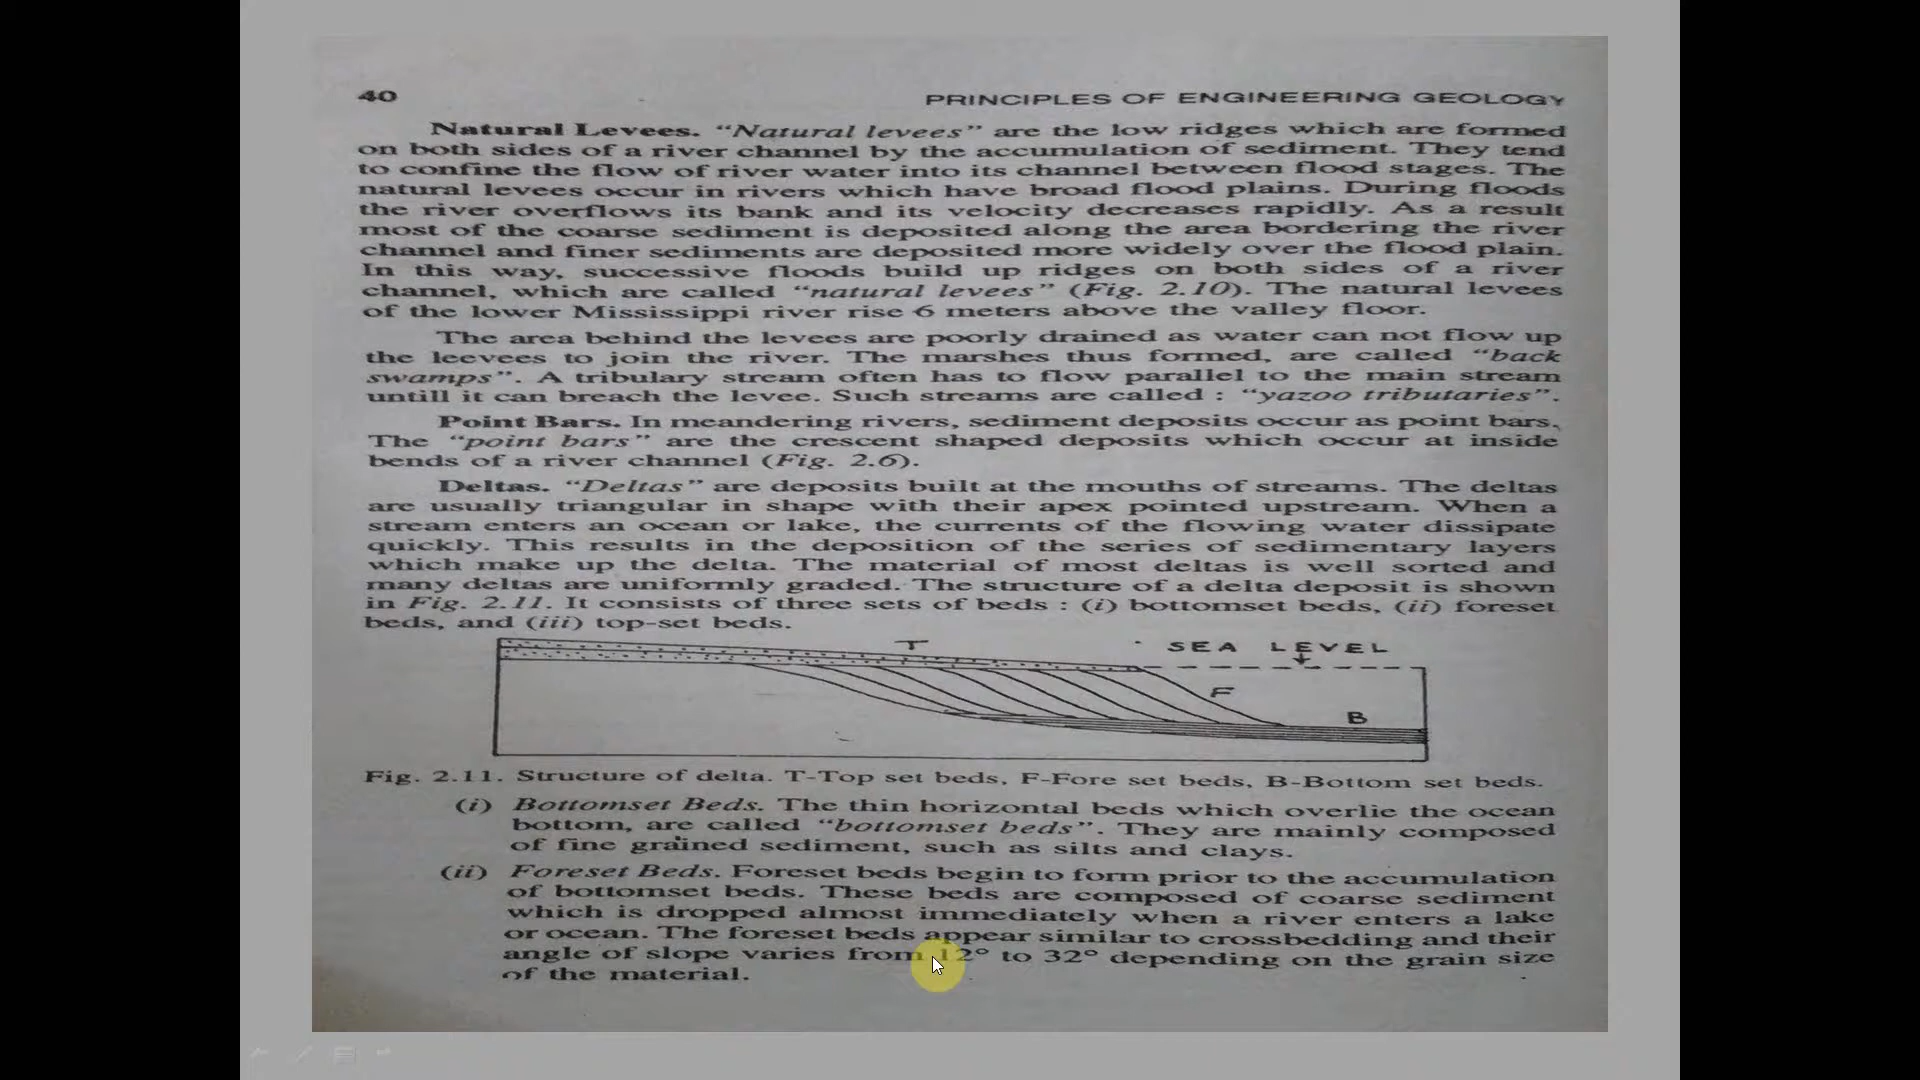 40
PRINCIPLES OF ENGINEERING GEOLOGY
Natural Levees. “Natural levees” are the low ridges which are formed
on both sides of a river channel by the accumulation of sediment. They tend
to confine the flow of river water into its channel between flood stages. The
natural levees occur in rivers which have broad flood plains. During floods
the river overflows its bank and its velocity decreases rapidly. As a result
most of the coarse sediment is deposited along the area bordering the river
channel and finer sediments are deposited more widely over the flood plain.
In this way, successive floods build up ridges on both sides of a river
channel, which are called “natural levees” (Fig. 2.10). The natural levees
of the lower Mississippi river rise 6 meters above the valley floor.
The area behind the levees are poorly drained as water can not flow up
the leevees to join the river. The marshes thus formed, are called “back
swamps”. A tribulary stream often has to flow parallel to the main stream
untill it can breach the levee. Such streams are called : “yazoo tributaries”.
Point Bars. In meandering rivers, sediment deposits occur as point bars.
The “point bars” are the crescent shaped deposits which occur at inside
bends of a river channel (Fig. 2.6).
Deltas. “Deltas” are deposits built at the mouths of streams. The deltas
are usually triangular in shape with their apex pointed upstream. When a
stream enters an ocean or lake, the currents of the flowing water dissipate
quickly. This results in the deposition of the series of sedimentary layers
which make up the delta. The material of most deltas is well sorted and
many deltas are uniformly graded. The structure of a delta deposit is shown
in Fig. 2.11. It consists of three sets of beds : (i) bottomset beds, (ii) foreset
beds, and (iii) top-set beds.
T
SEA LEVEL
F
B
Fig. 2.11. Structure of delta. T-Top set beds, F-Fore set beds, B-Bottom set beds.
(i) Bottomset Beds. The thin horizontal beds which overlie the ocean
bottom, are called “bottomset beds”. They are mainly composed
of fine grained sediment, such as silts and clays.
(ii) Foreset Beds. Foreset beds begin to form prior to the accumulation
of bottomset beds. These beds are composed of coarse sediment
which is dropped almost immediately when a river enters a lake
or ocean. The foreset beds appear similar to crossbedding and their
angle of slope varies from 12° to 32° depending on the grain size
of the material.